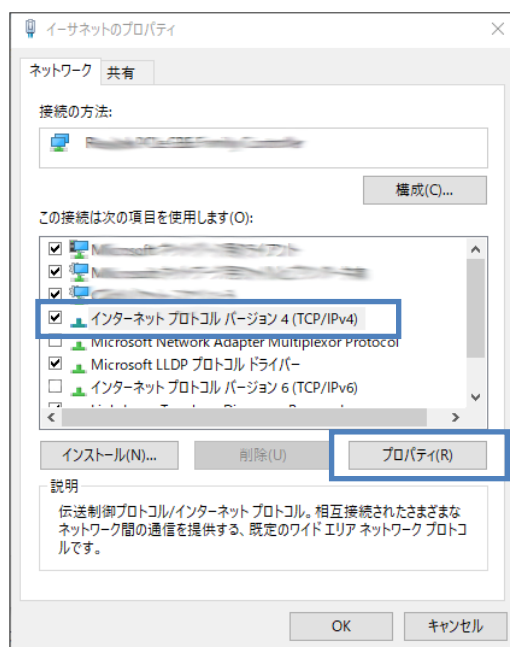 イーサネットのプロパティ
ネットワーク 共有
接続の方法:
構成(C)...
この接続は次の項目を使用します(O):
Microsoft
インターネット プロトコル バージョン 4 (TCP/IPv4)
Microsoft Network Adapter Multiplexor Protocol
Microsoft LLDP プロトコル ドライバー
インターネット プロトコル バージョン 6 (TCP/IPv6)
インストール(N)... 削除(U) プロパティ(R)
説明
伝送制御プロトコル/インターネット プロトコル。相互接続されたさまざまな
ネットワーク間の通信を提供する、既定のワイド エリア ネットワーク プロトコ
ルです。
OK キャンセル